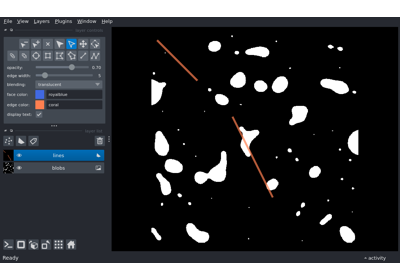 File View Layers Plugins Window Help
opacity: 0.70
edge width: 5
blending: translucent
face color: royalblue
edge color: coral
display text: ✓
lines
blobs
Ready
activity